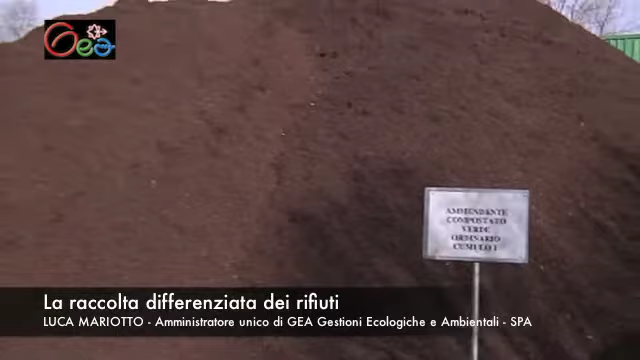 Gea
AMMENDANTE
COMPOSTATO
VERDE
ORDINARIO
CUMULO 1
La raccolta differenziata dei rifiuti
LUCA MARIOTTO - Amministratore unico di GEA Gestioni Ecologiche e Ambientali - SPA